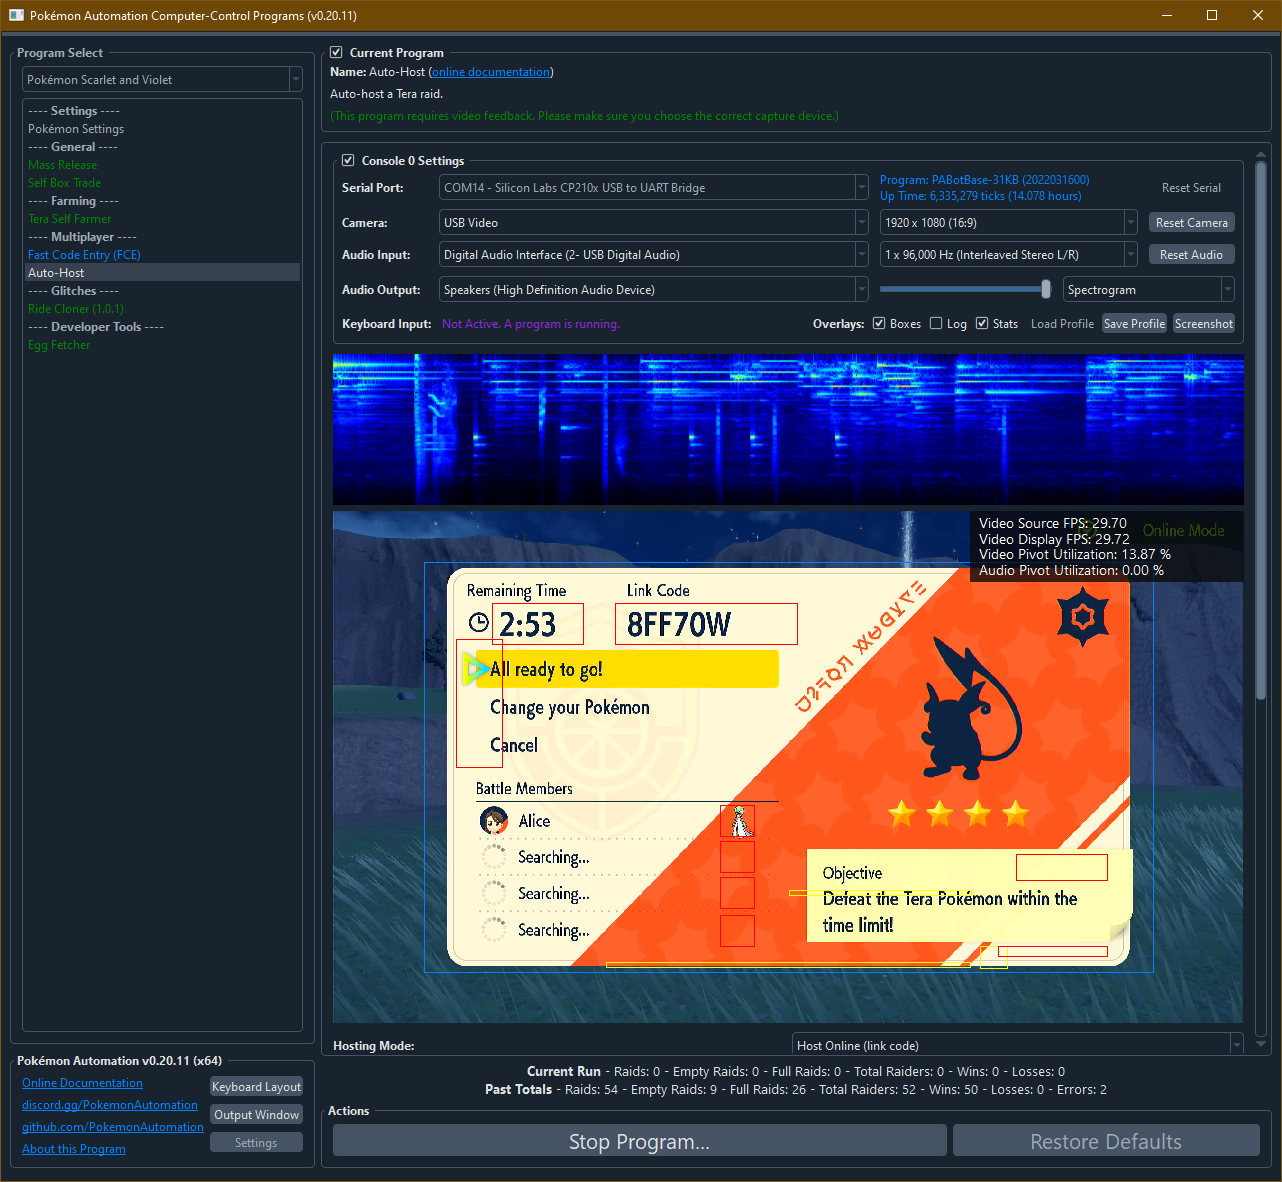 Pokémon Automation Computer-Control Programs (v0.20.11)
Program Select
Pokémon Scarlet and Violet
---- Settings ----
Pokémon Settings
---- General ----
Mass Release
Self Box Trade
---- Farming ----
Tera Self Farmer
---- Multiplayer ----
Fast Code Entry (FCE)
Auto-Host
---- Glitches ----
Ride Cloner (1.0.1)
---- Developer Tools ----
Egg Fetcher
Pokémon Automation v0.20.11 (x64)
Online Documentation
Keyboard Layout
discord.gg/PokemonAutomation
Output Window
github.com/PokemonAutomation
Settings
About this Program
Current Program
Name: Auto-Host (online documentation)
Auto-host a Tera raid.
(This program requires video feedback. Please make sure you choose the correct capture device.)
Console 0 Settings
Serial Port: COM14 - Silicon Labs CP210x USB to UART Bridge
Program: PABotBase-31KB (2022031600)
Up Time: 6,335,279 ticks (14.078 hours)
Reset Serial
Camera: USB Video 1920 x 1080 (16:9) Reset Camera
Audio Input: Digital Audio Interface (2- USB Digital Audio) 1 x 96,000 Hz (Interleaved Stereo L/R) Reset Audio
Audio Output: Speakers (High Definition Audio Device) Spectrogram
Keyboard Input: Not Active. A program is running. Overlays: Boxes Log Stats Load Profile Save Profile Screenshot
Video Source FPS: 29.70
Video Display FPS: 29.72
Video Pivot Utilization: 13.87 %
Audio Pivot Utilization: 0.00 %
Online Mode
Remaining Time Link Code
2:53 8FF70W
All ready to go!
Change your Pokémon
Cancel
Battle Members
Alice
Searching...
Searching...
Searching...
Objective
Defeat the Tera Pokémon within the
time limit!
Hosting Mode: Host Online (link code)
Current Run - Raids: 0 - Empty Raids: 0 - Full Raids: 0 - Total Raiders: 0 - Wins: 0 - Losses: 0
Past Totals - Raids: 54 - Empty Raids: 9 - Full Raids: 26 - Total Raiders: 52 - Wins: 50 - Losses: 0 - Errors: 2
Actions
Stop Program...
Restore Defaults